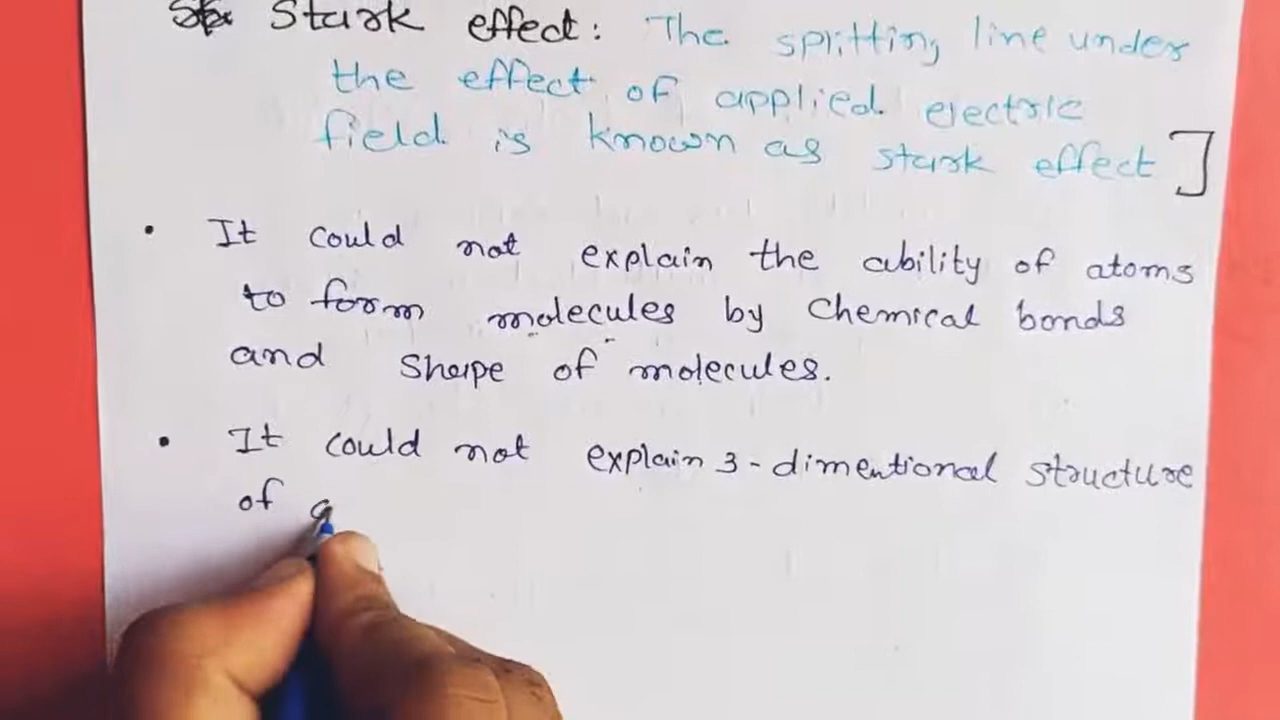 Stark effect: The splitting line under
the effect of applied electric
field is known as stark effect]
• It could not explain the ability of atoms
to form molecules by Chemical bonds
and Shape of molecules.
• It could not explain 3-dimentional structure
of a